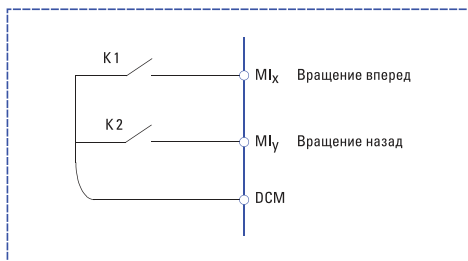 K1
MIx Вращение вперед
K2
MIy Вращение назад
DCM